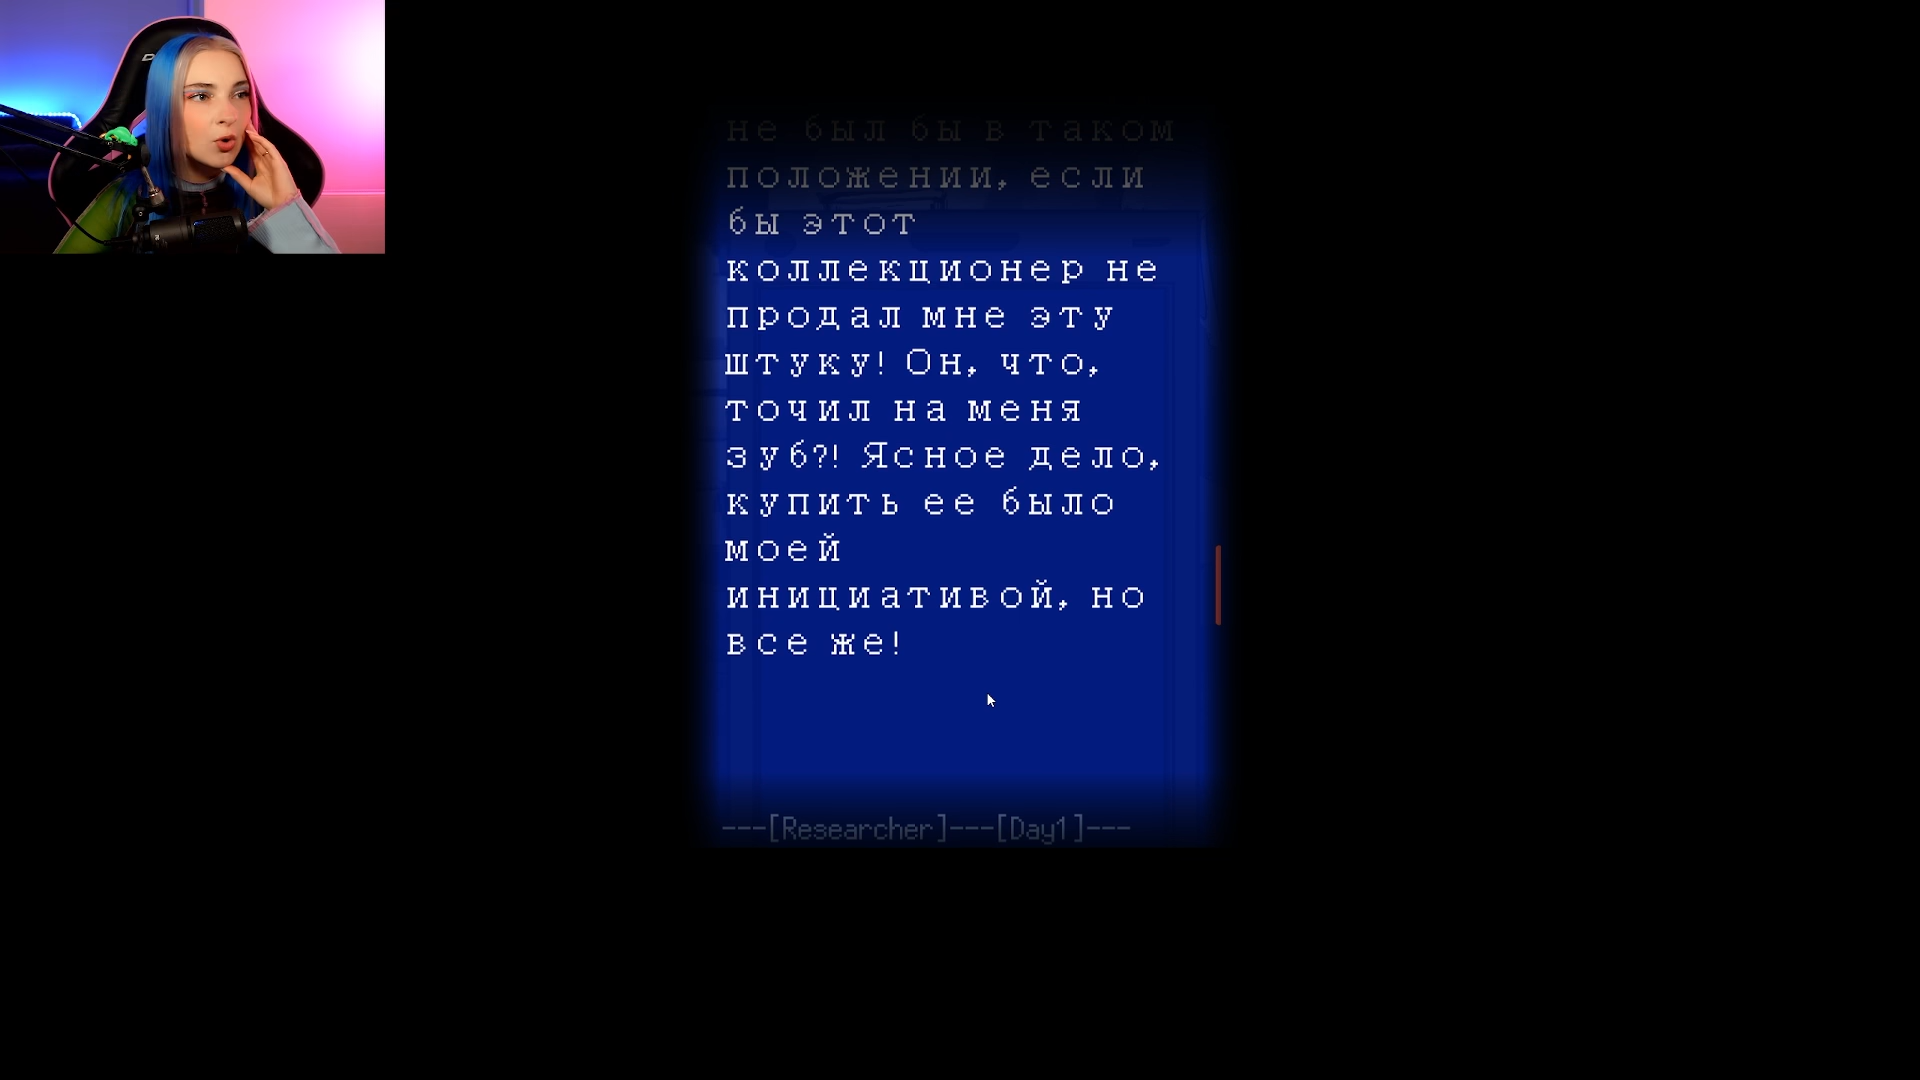 не был бы в таком
положении, если
бы этот
коллекционер не
продал мне эту
штуку! Он, что,
точил на меня
зуб?! Ясное дело,
купить ее было
моей
инициативой, но
все же!
---[Researcher]---[Day1]---